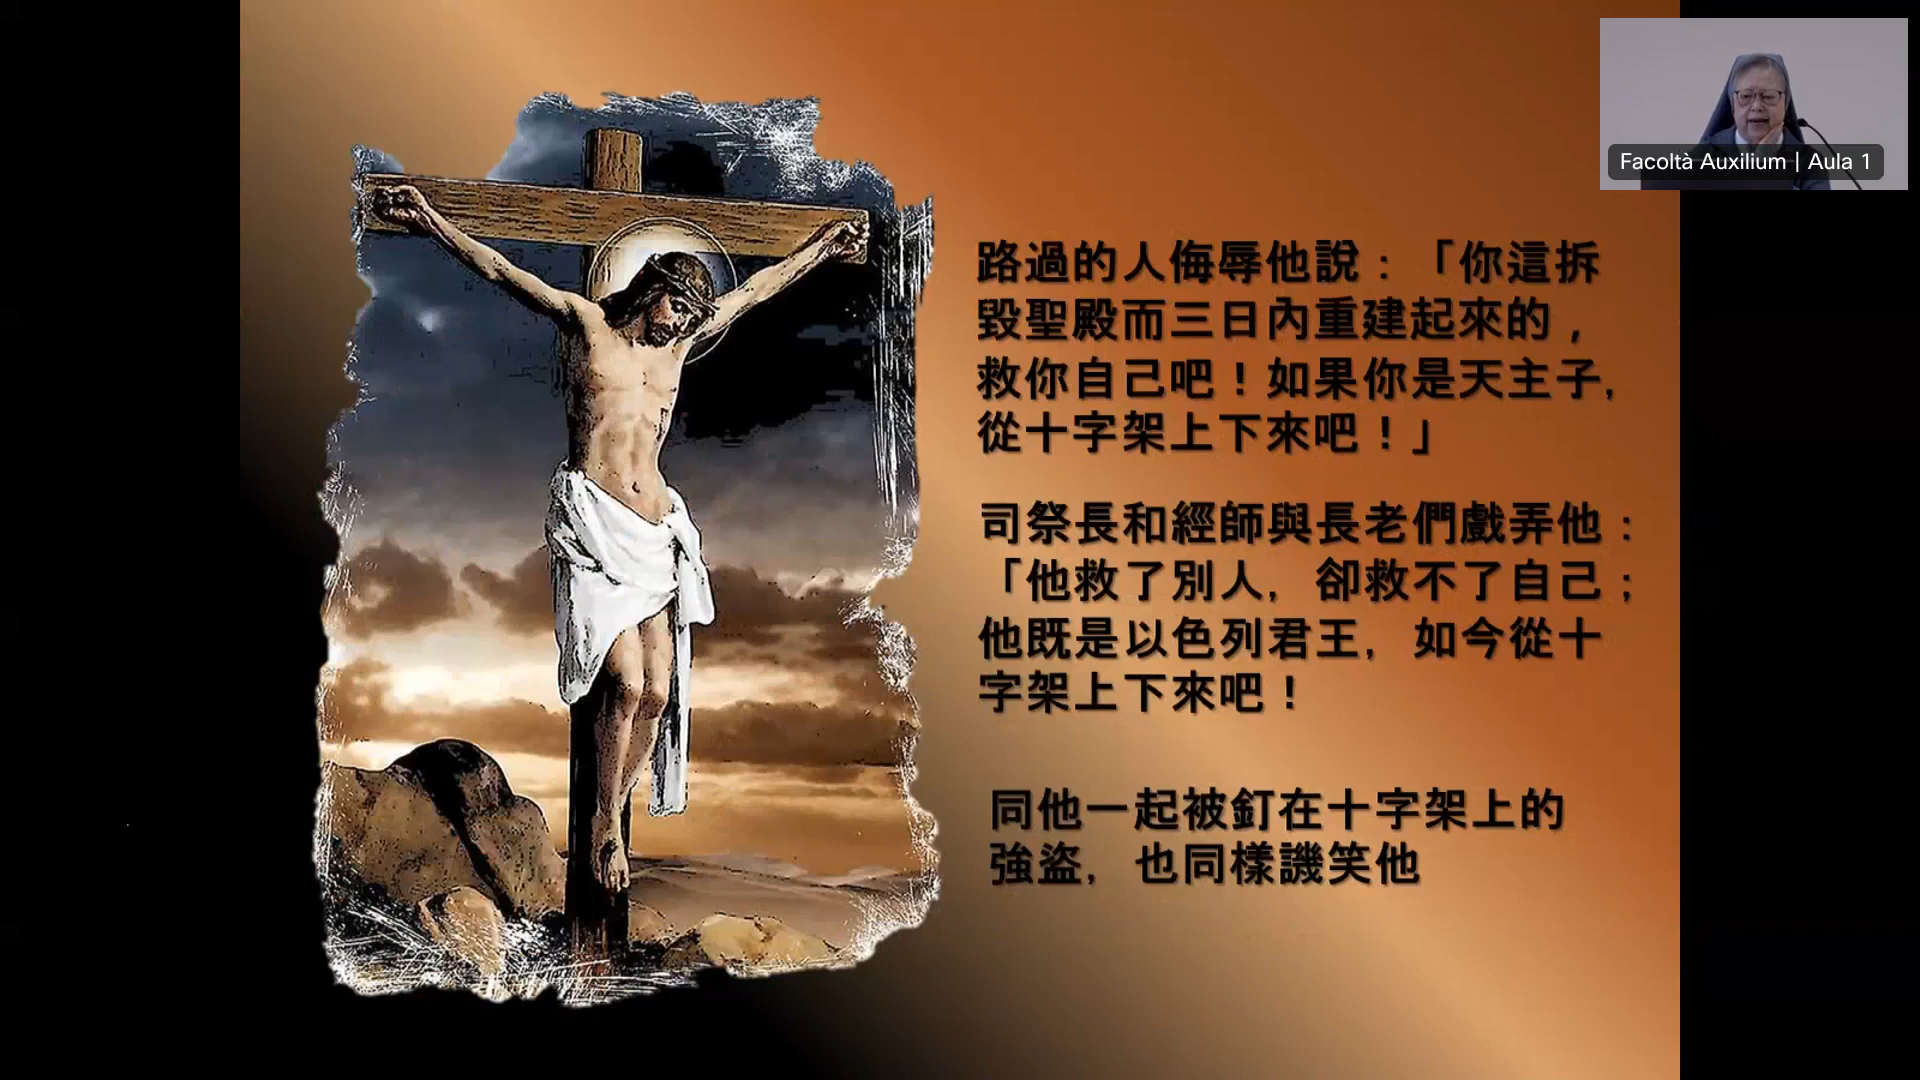 Facoltà Auxilium | Aula 1
路過的人侮辱他說：「你這拆
毀聖殿而三日內重建起來的，
救你自己吧！如果你是天主子,
從十字架上下來吧！」
司祭長和經師與長老們戲弄他：
「他救了別人, 卻救不了自己；
他既是以色列君王, 如今從十
字架上下來吧！
同他一起被釘在十字架上的
強盜, 也同樣譏笑他